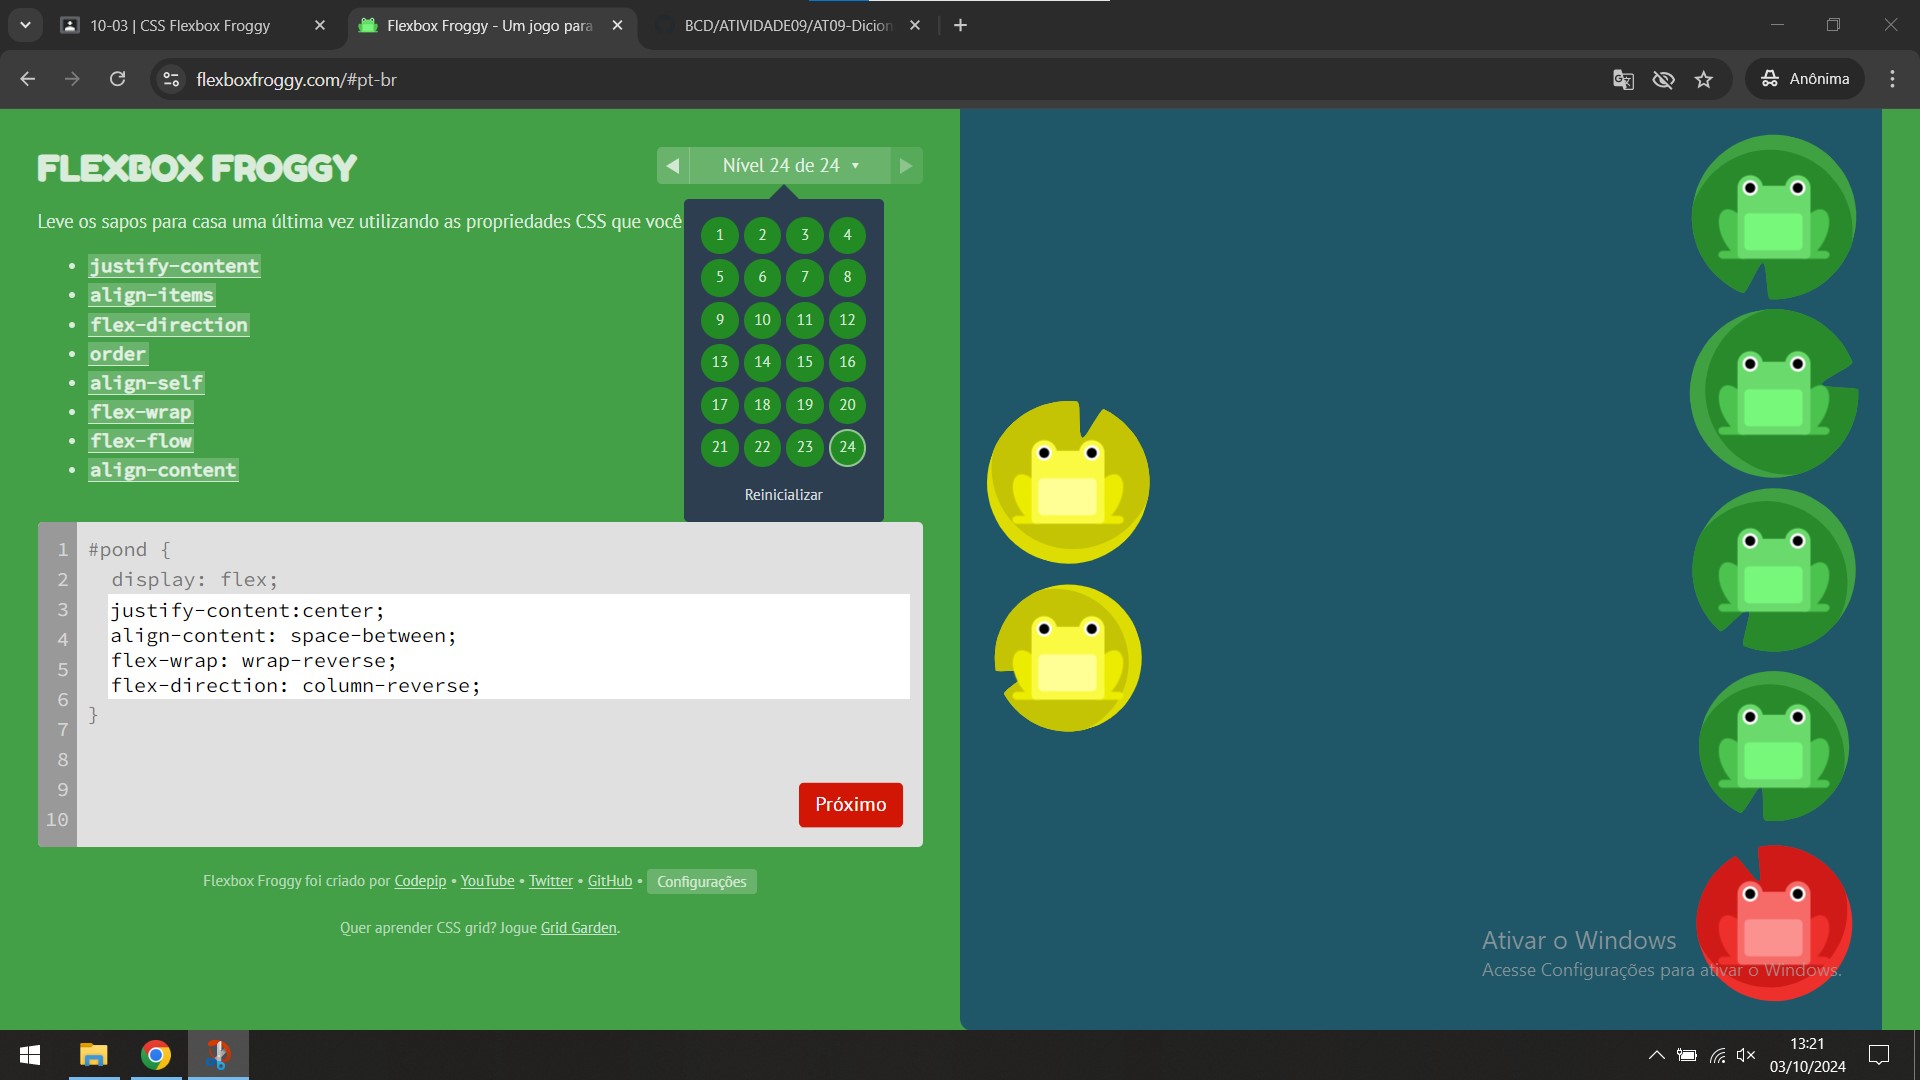 10-03 | CSS Flexbox Froggy
Flexbox Froggy - Um jogo para
BCD/ATIVIDADE09/AT09-Dicion
flexboxfroggy.com/#pt-br
Anônima
FLEXBOX FROGGY
Nível 24 de 24
Leve os sapos para casa uma última vez utilizando as propriedades CSS que você
1 2 3 4
5 6 7 8
9 10 11 12
13 14 15 16
17 18 19 20
21 22 23 24
Reinicializar
• justify-content
• align-items
• flex-direction
• order
• align-self
• flex-wrap
• flex-flow
• align-content
1 #pond {
2 display: flex;
3 justify-content:center;
4 align-content: space-between;
5 flex-wrap: wrap-reverse;
6 flex-direction: column-reverse;
7 }
8
9
10
Próximo
Flexbox Froggy foi criado por Codepip • YouTube • Twitter • GitHub • Configurações
Quer aprender CSS grid? Jogue Grid Garden.
Ativar o Windows
Acesse Configurações para ativar o Windows.
13:21
03/10/2024